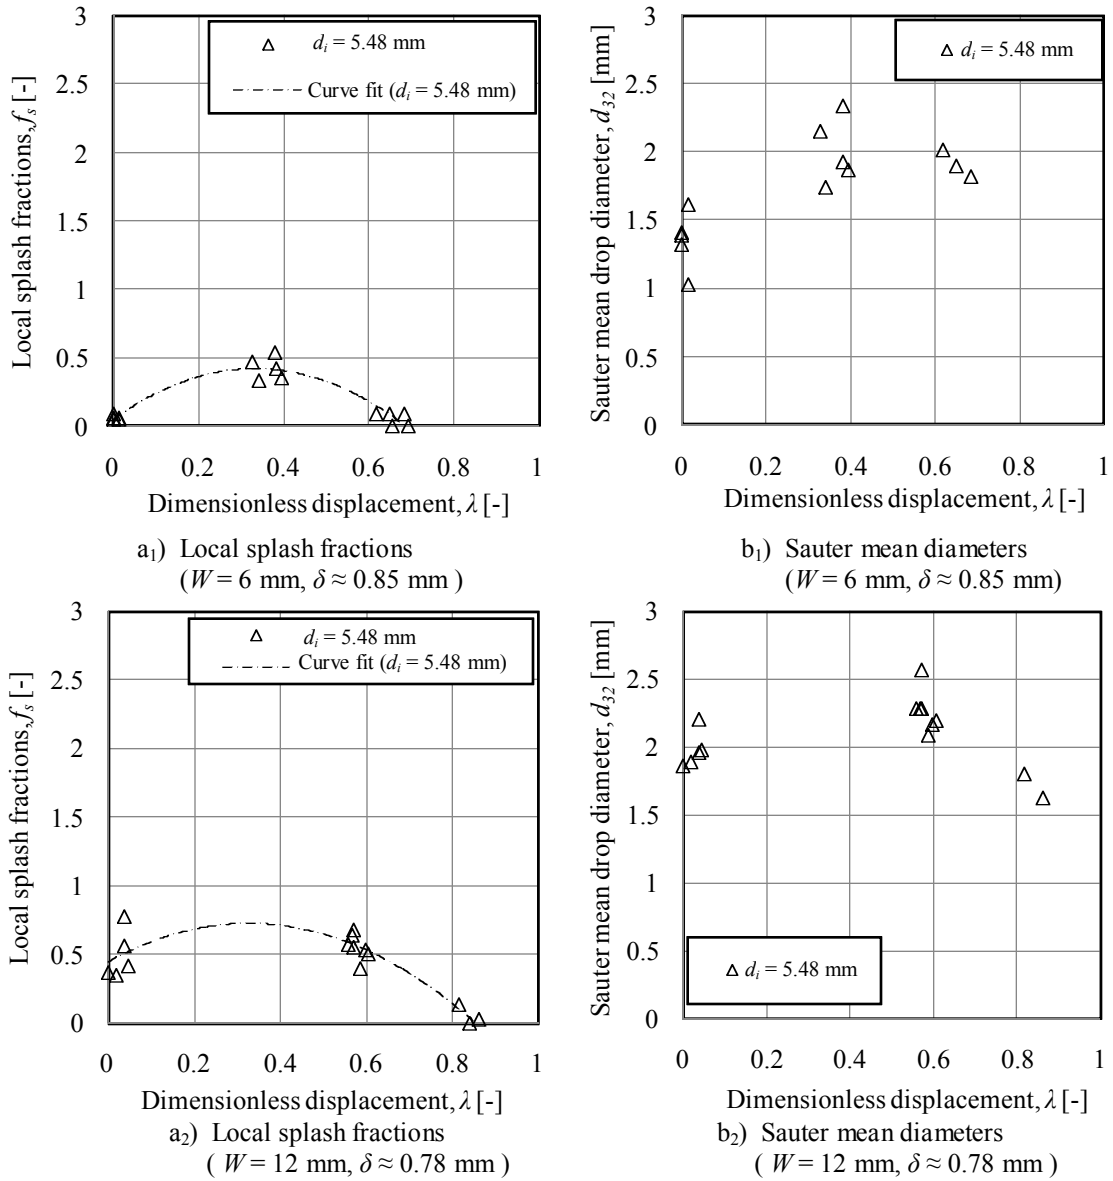 Local splash fractions, f_s [-]
3
2.5
2
1.5
1
0.5
0
d_i = 5.48 mm
Curve fit (d_i = 5.48 mm)
0 0.2 0.4 0.6 0.8 1
Dimensionless displacement, λ [-]
a₁) Local splash fractions
(W = 6 mm, δ ≈ 0.85 mm )
Sauter mean drop diameter, d_32 [mm]
3
2.5
2
1.5
1
0.5
0
d_i = 5.48 mm
0 0.2 0.4 0.6 0.8 1
Dimensionless displacement, λ [-]
b₁) Sauter mean diameters
(W = 6 mm, δ ≈ 0.85 mm)
Local splash fractions, f_s [-]
3
2.5
2
1.5
1
0.5
0
d_i = 5.48 mm
Curve fit (d_i = 5.48 mm)
0 0.2 0.4 0.6 0.8 1
Dimensionless displacement, λ [-]
a₂) Local splash fractions
( W = 12 mm, δ ≈ 0.78 mm )
Sauter mean drop diameter, d_32 [mm]
3
2.5
2
1.5
1
0.5
0
d_i = 5.48 mm
0 0.2 0.4 0.6 0.8 1
Dimensionless displacement, λ [-]
b₂) Sauter mean diameters
( W = 12 mm, δ ≈ 0.78 mm )